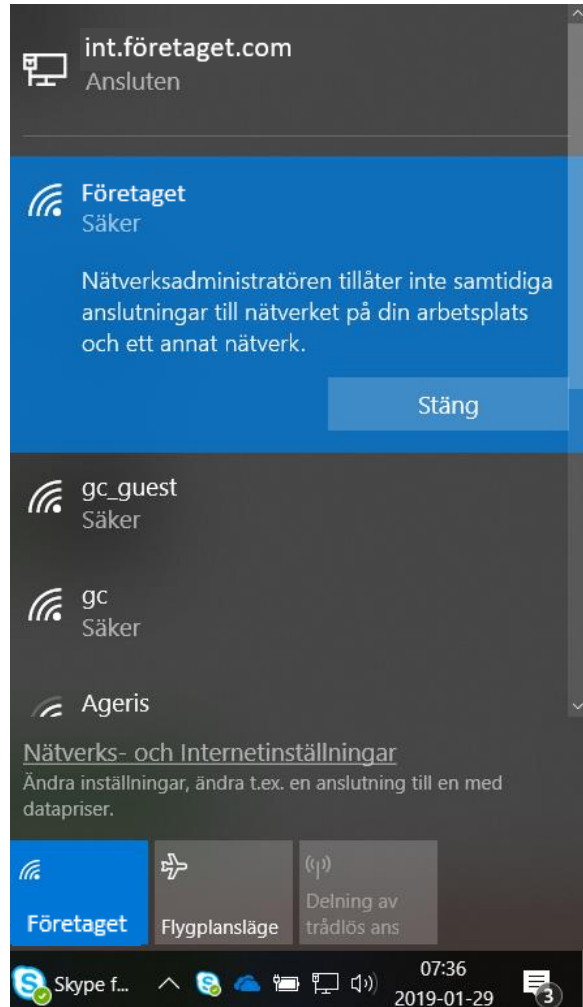 int.företaget.com
Ansluten
Företaget
Säker
Nätverksadministratören tillåter inte samtidiga
anslutningar till nätverket på din arbetsplats
och ett annat nätverk.
Stäng
gc_guest
Säker
gc
Säker
Ageris
Nätverks- och Internetinställningar
Ändra inställningar, ändra t.ex. en anslutning till en med
datapriser.
Företaget
Flygplansläge
Delning av
trådlös ans
Skype f...
07:36
2019-01-29
3